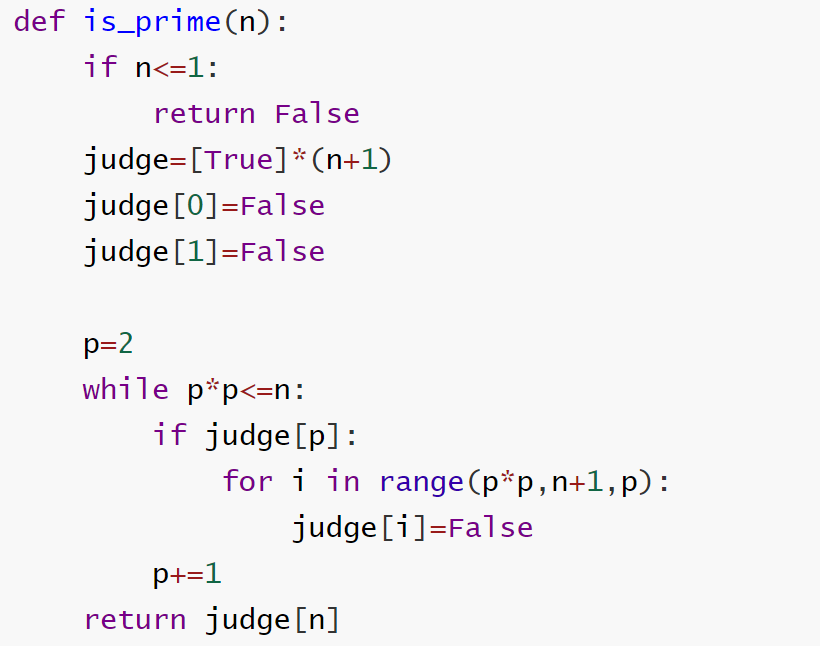 def is_prime(n):
    if n<=1:
        return False
    judge=[True]*(n+1)
    judge[0]=False
    judge[1]=False

    p=2
    while p*p<=n:
        if judge[p]:
            for i in range(p*p,n+1,p):
                judge[i]=False
        p+=1
    return judge[n]